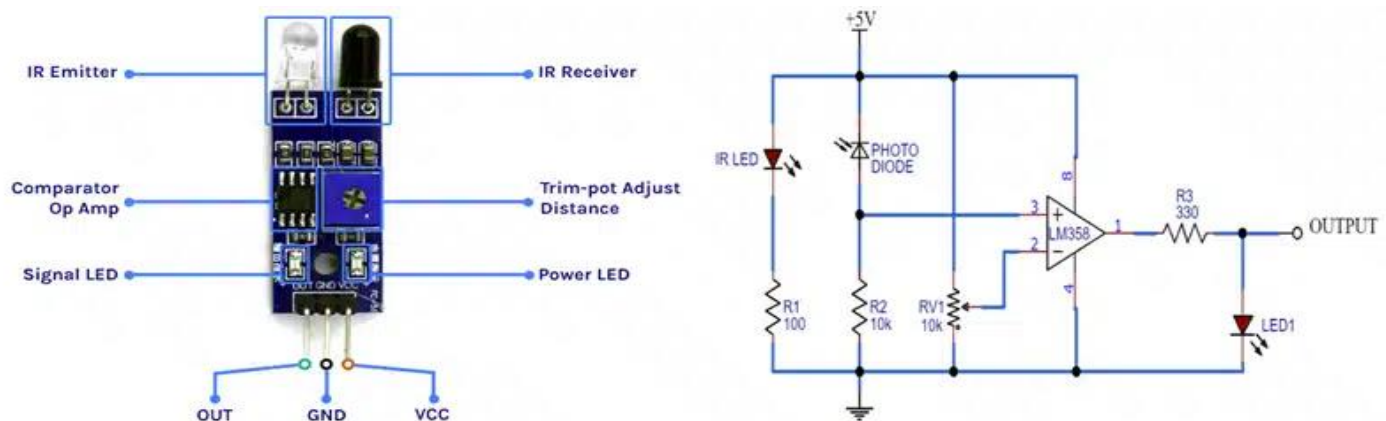 IR Emitter
IR Receiver
Comparator
Op Amp
Trim-pot Adjust
Distance
Signal LED
Power LED
OUT GND VCC
OUT
GND
VCC
+5V
IR LED
PHOTO
DIODE
R1
100
R2
10k
RV1
10k
3
2
8
4
1
+
−
LM358
R3
330
OUTPUT
LED1